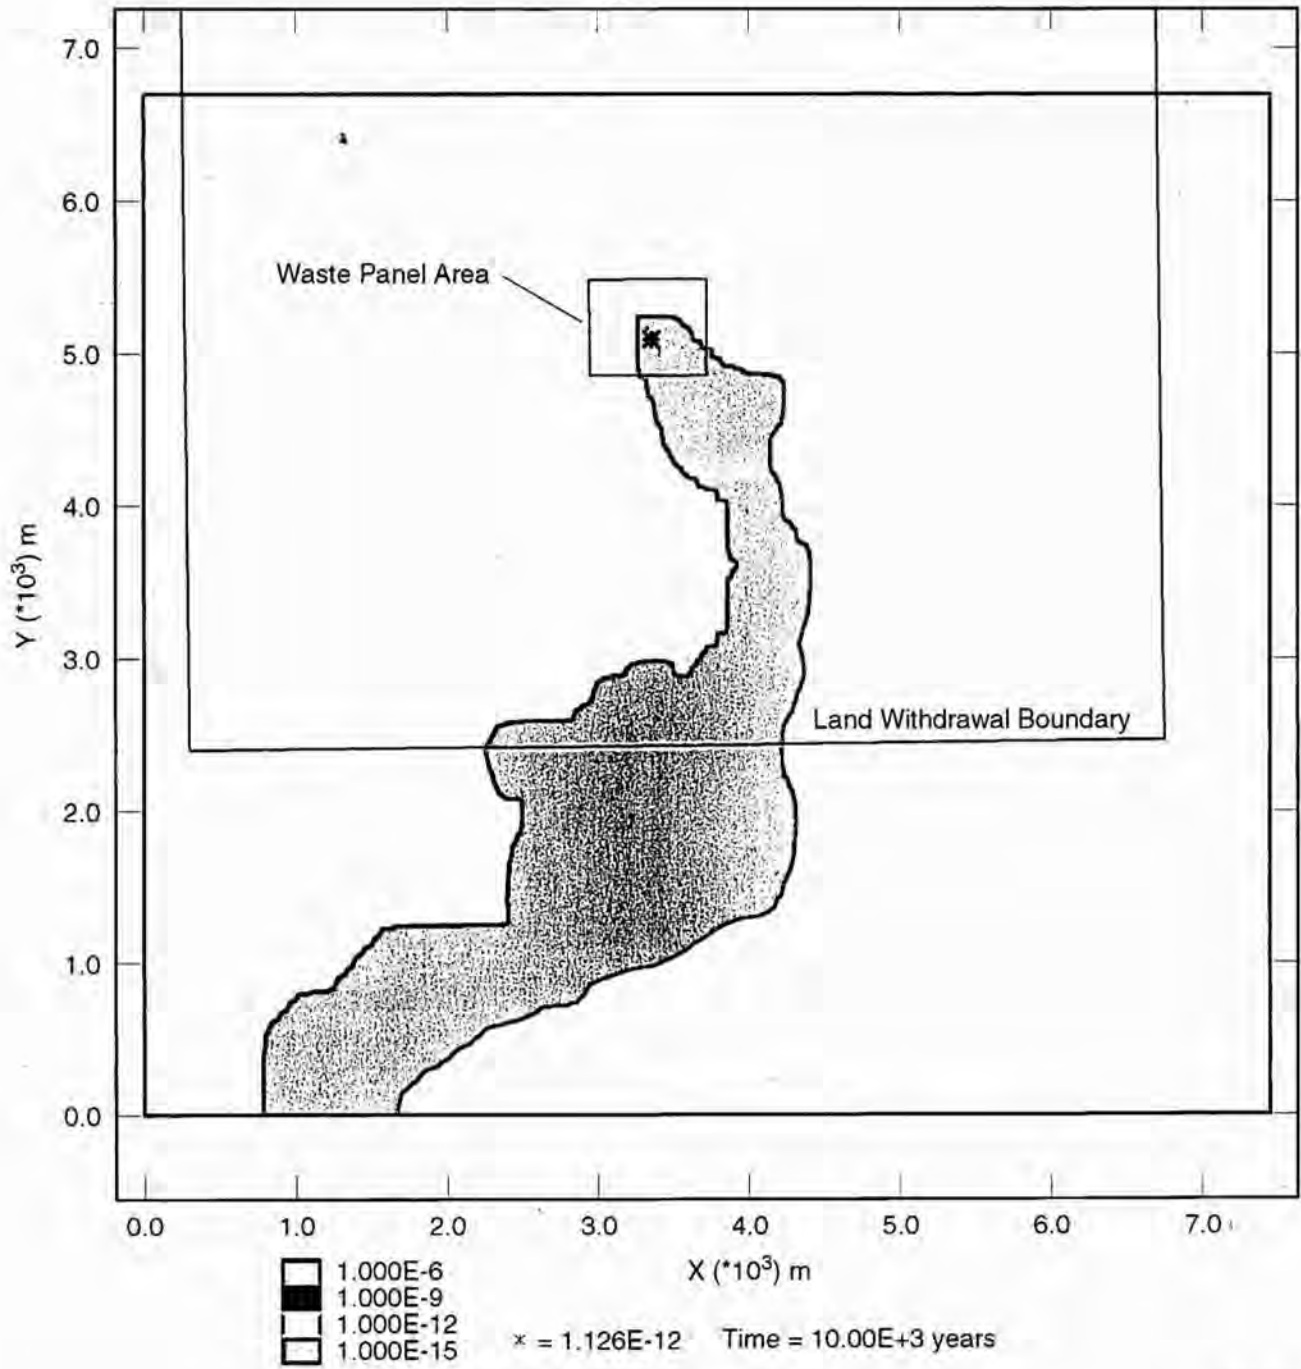 7.0
6.0
Waste Panel Area
5.0
4.0
Y (*10³) m
3.0
Land Withdrawal Boundary
2.0
1.0
0.0
0.0 1.0 2.0 3.0 4.0 5.0 6.0 7.0
X (*10³) m
1.000E-6
1.000E-9
1.000E-12
1.000E-15
* = 1.126E-12 Time = 10.00E+3 years